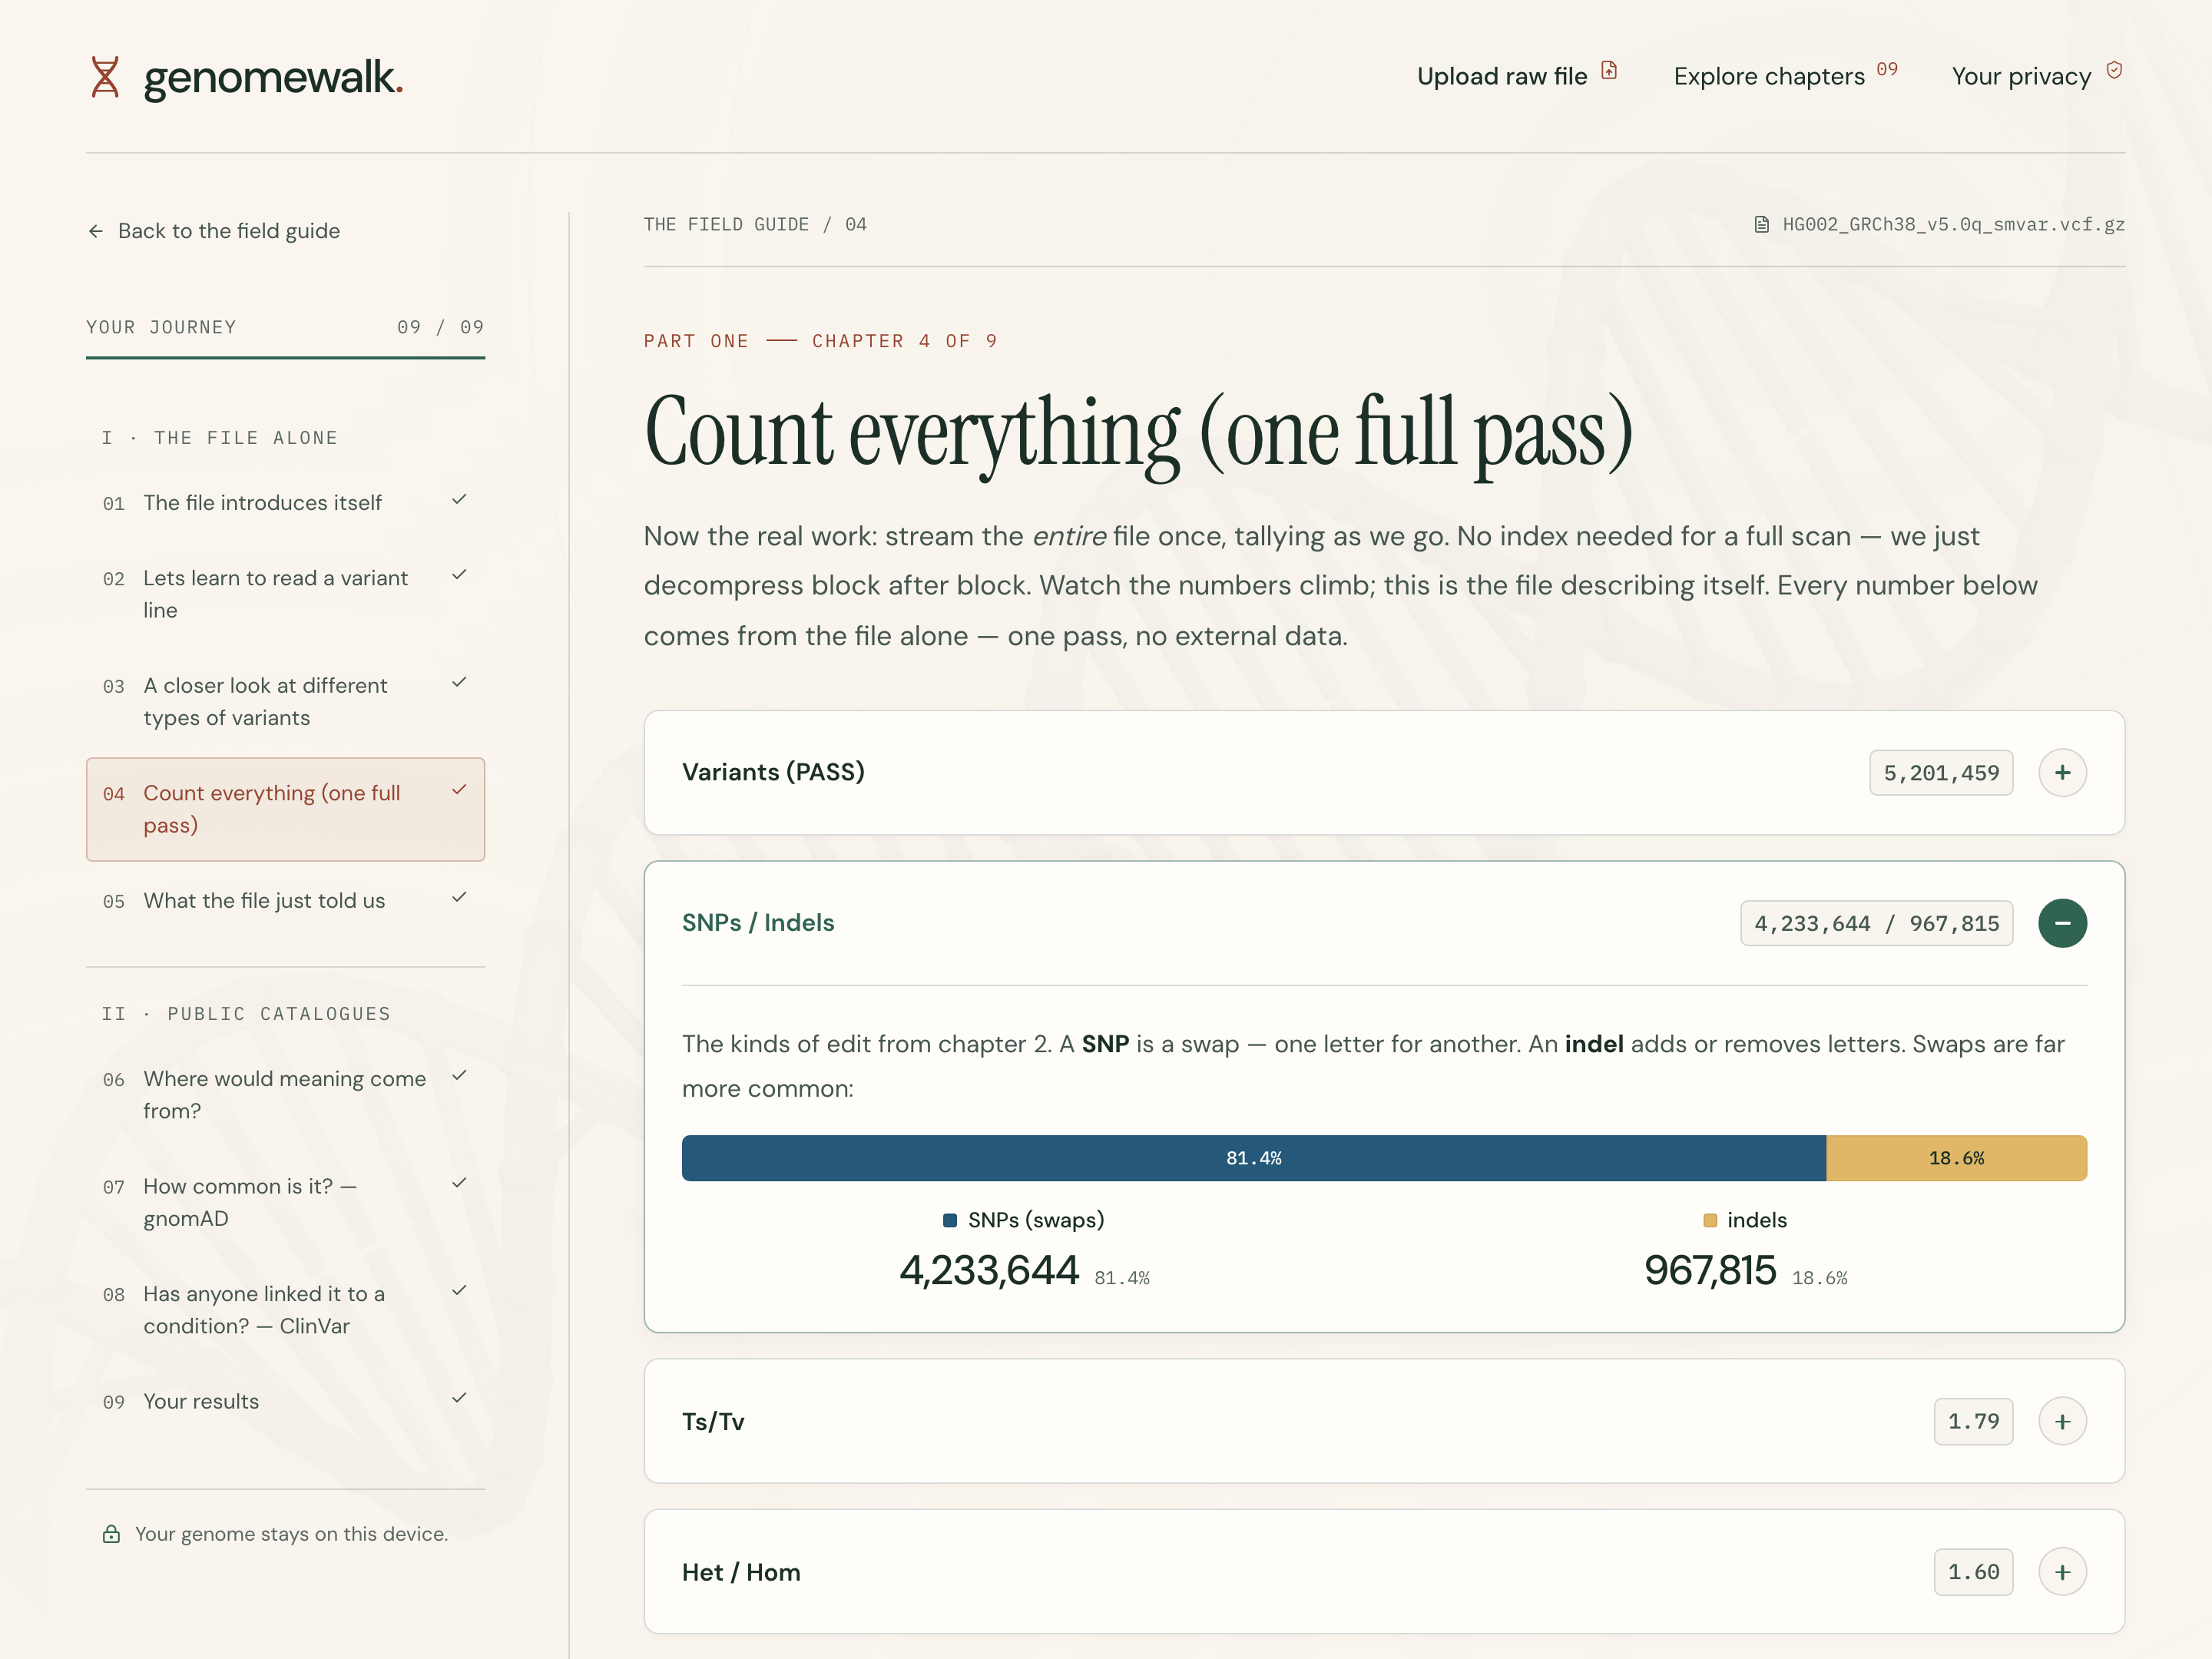 genomewalk.
Upload raw file
Explore chapters 09
Your privacy
← Back to the field guide
YOUR JOURNEY 09 / 09
I · THE FILE ALONE
01 The file introduces itself
02 Lets learn to read a variant
line
03 A closer look at different
types of variants
04 Count everything (one full
pass)
05 What the file just told us
II · PUBLIC CATALOGUES
06 Where would meaning come
from?
07 How common is it? —
gnomAD
08 Has anyone linked it to a
condition? — ClinVar
09 Your results
Your genome stays on this device.
THE FIELD GUIDE / 04
HG002_GRCh38_v5.0q_smvar.vcf.gz
PART ONE — CHAPTER 4 OF 9
Count everything (one full pass)
Now the real work: stream the entire file once, tallying as we go. No index needed for a full scan — we just
decompress block after block. Watch the numbers climb; this is the file describing itself. Every number below
comes from the file alone — one pass, no external data.
Variants (PASS) 5,201,459 +
SNPs / Indels 4,233,644 / 967,815 −
The kinds of edit from chapter 2. A SNP is a swap — one letter for another. An indel adds or removes letters. Swaps are far
more common:
81.4% 18.6%
SNPs (swaps) indels
4,233,644 81.4% 967,815 18.6%
Ts/Tv 1.79 +
Het / Hom 1.60 +